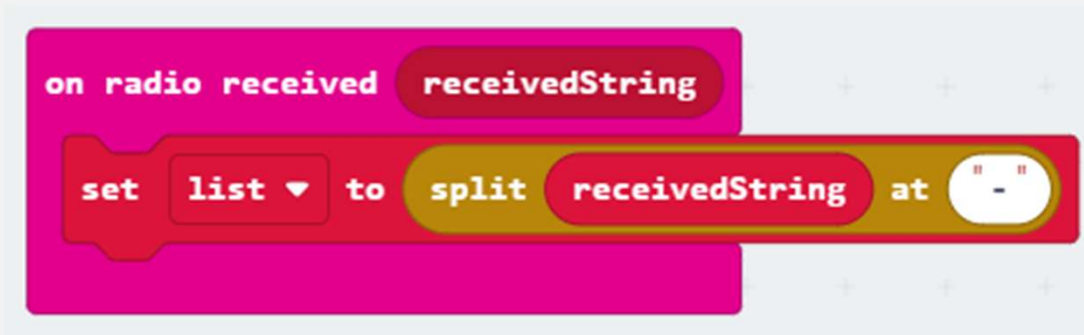 on radio received receivedString
set list to split receivedString at "-"